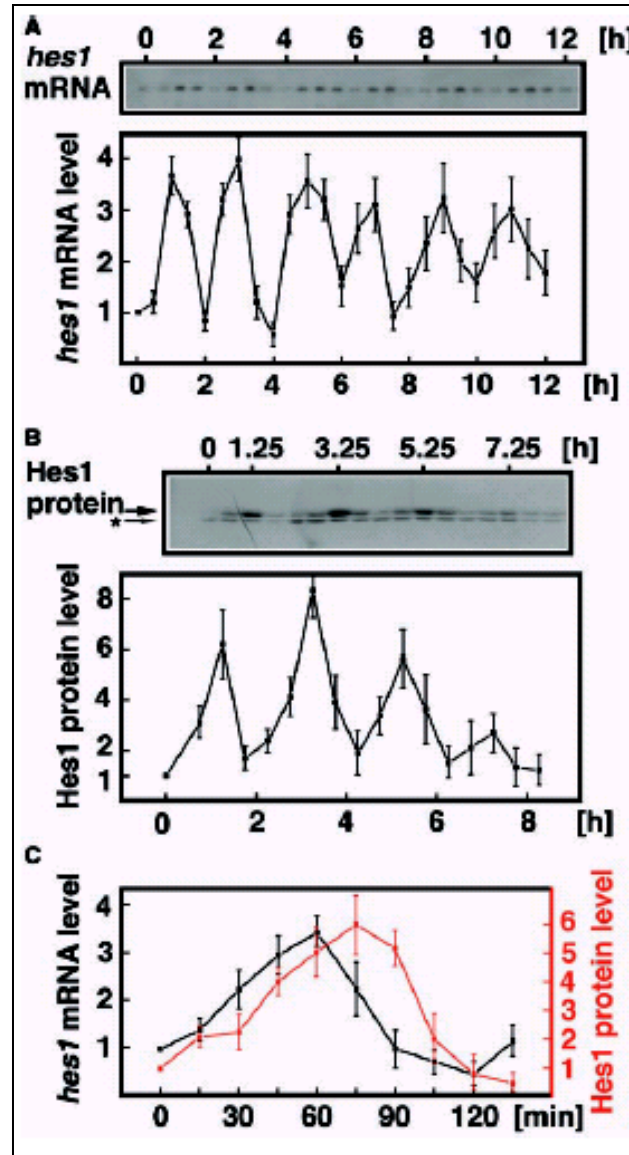 A
0 2 4 6 8 10 12 [h]
hes1
mRNA
hes1 mRNA level
4
3
2
1
0 2 4 6 8 10 12 [h]
B
0 1.25 3.25 5.25 7.25 [h]
Hes1
protein
*
Hes1 protein level
8
6
4
2
1
0 2 4 6 8 [h]
C
hes1 mRNA level
4
3
2
1
Hes1 protein level
6
5
4
3
2
1
0 30 60 90 120 [min]